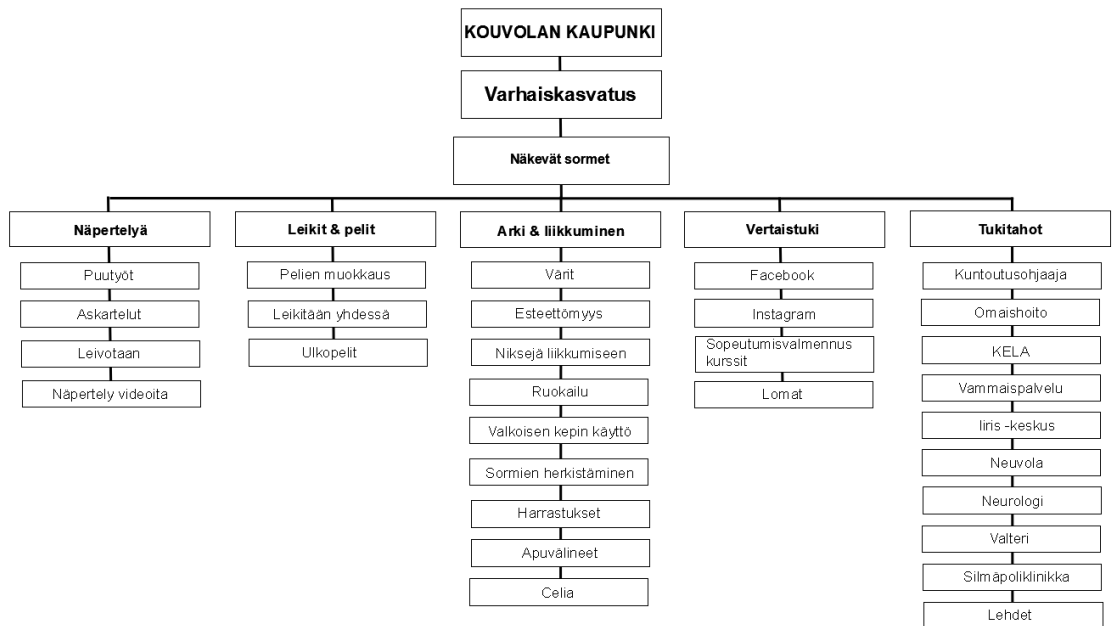 KOUVOLAN KAUPUNKI
Varhaiskasvatus
Näkevät sormet
Näpertelyä
Puutyöt
Askartelut
Leivotaan
Näpertely videoita
Leikit & pelit
Pelien muokkaus
Leikitään yhdessä
Ulkopelit
Arki & liikkuminen
Värit
Esteettömyys
Niksejä liikkumiseen
Ruokailu
Valkoisen kepin käyttö
Sormien herkistäminen
Harrastukset
Apuvälineet
Celia
Vertaistuki
Facebook
Instagram
Sopeutumisvalmennus
kurssit
Lomat
Tukitahot
Kuntoutusohjaaja
Omaishoito
KELA
Vammaispalvelu
Iiris -keskus
Neuvola
Neurologi
Valteri
Silmäpoliklinikka
Lehdet